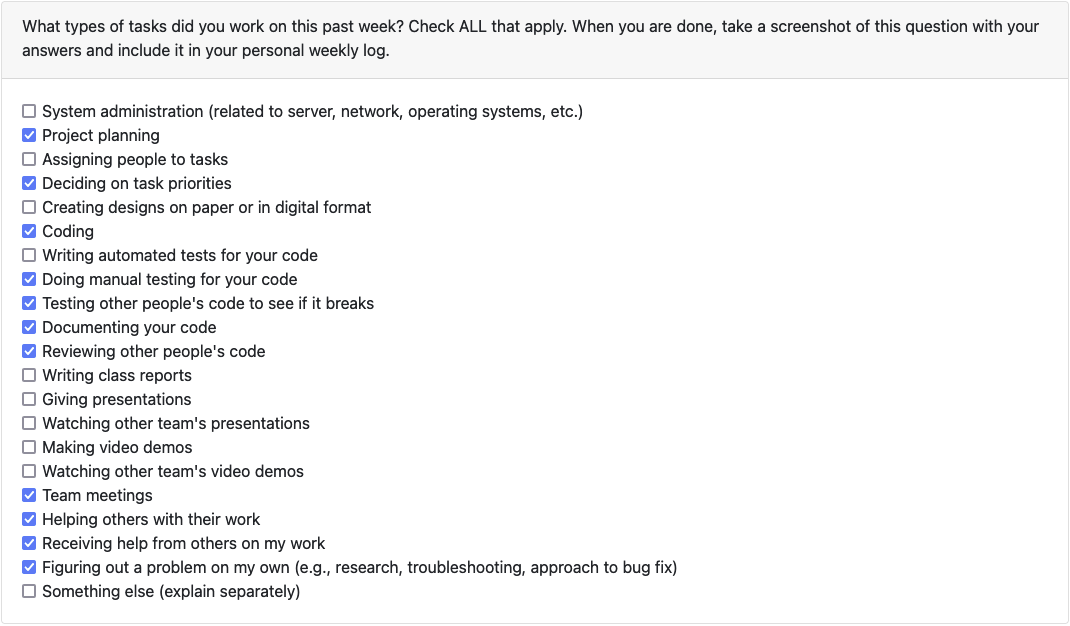 What types of tasks did you work on this past week? Check ALL that apply. When you are done, take a screenshot of this question with your
answers and include it in your personal weekly log.
System administration (related to server, network, operating systems, etc.)
Project planning
Assigning people to tasks
Deciding on task priorities
Creating designs on paper or in digital format
Coding
Writing automated tests for your code
Doing manual testing for your code
Testing other people's code to see if it breaks
Documenting your code
Reviewing other people's code
Writing class reports
Giving presentations
Watching other team's presentations
Making video demos
Watching other team's video demos
Team meetings
Helping others with their work
Receiving help from others on my work
Figuring out a problem on my own (e.g., research, troubleshooting, approach to bug fix)
Something else (explain separately)